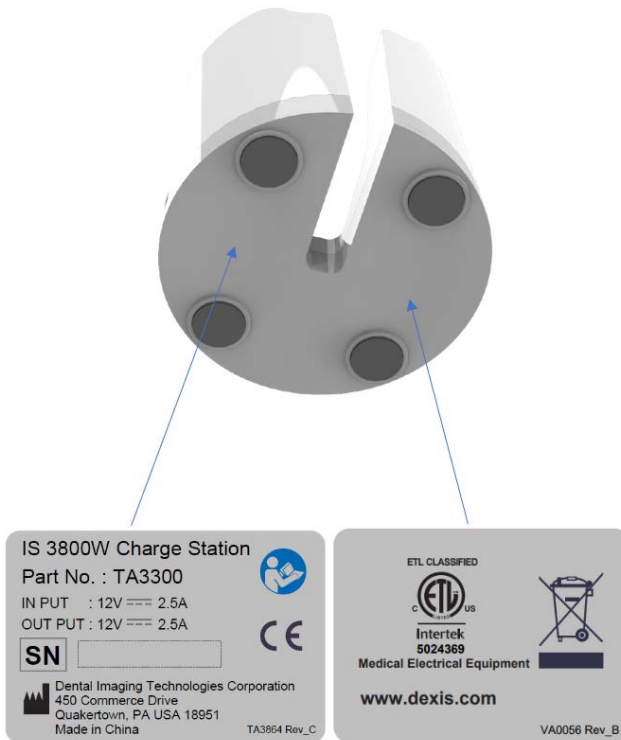 IS 3800W Charge Station
Part No. : TA3300
IN PUT : 12V ⎓ 2.5A
OUT PUT : 12V ⎓ 2.5A
SN
Dental Imaging Technologies Corporation
450 Commerce Drive
Quakertown, PA USA 18951
Made in China
TA3864 Rev_C
CE
ETL CLASSIFIED
C ETL US
LISTED
Intertek
5024369
Medical Electrical Equipment
www.dexis.com
VA0056 Rev_B